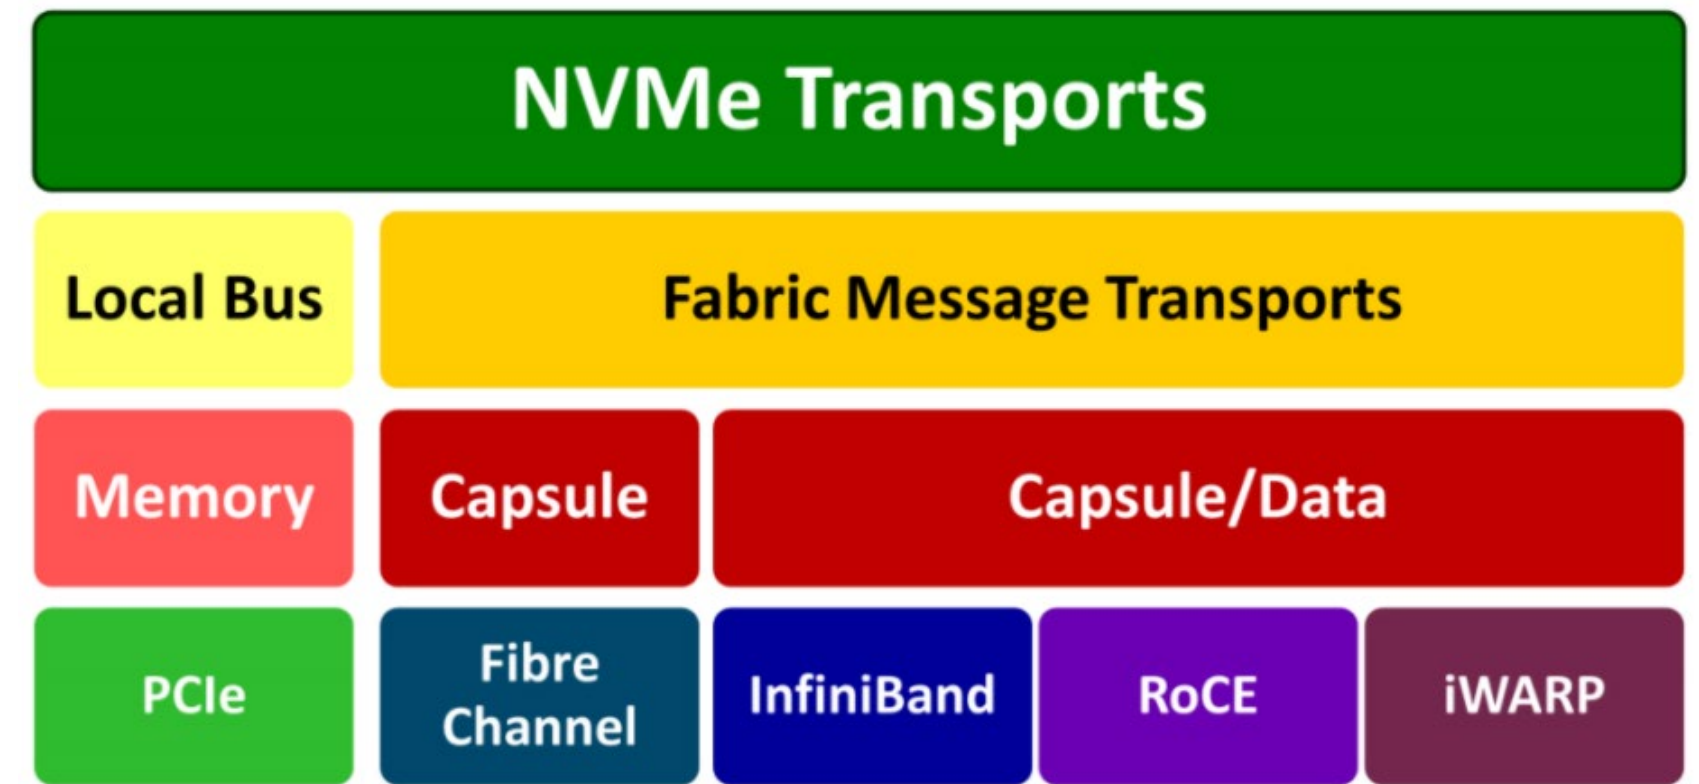 NVMe Transports
Local Bus
Fabric Message Transports
Memory
Capsule
Capsule/Data
PCIe
Fibre
Channel
InfiniBand
RoCE
iWARP